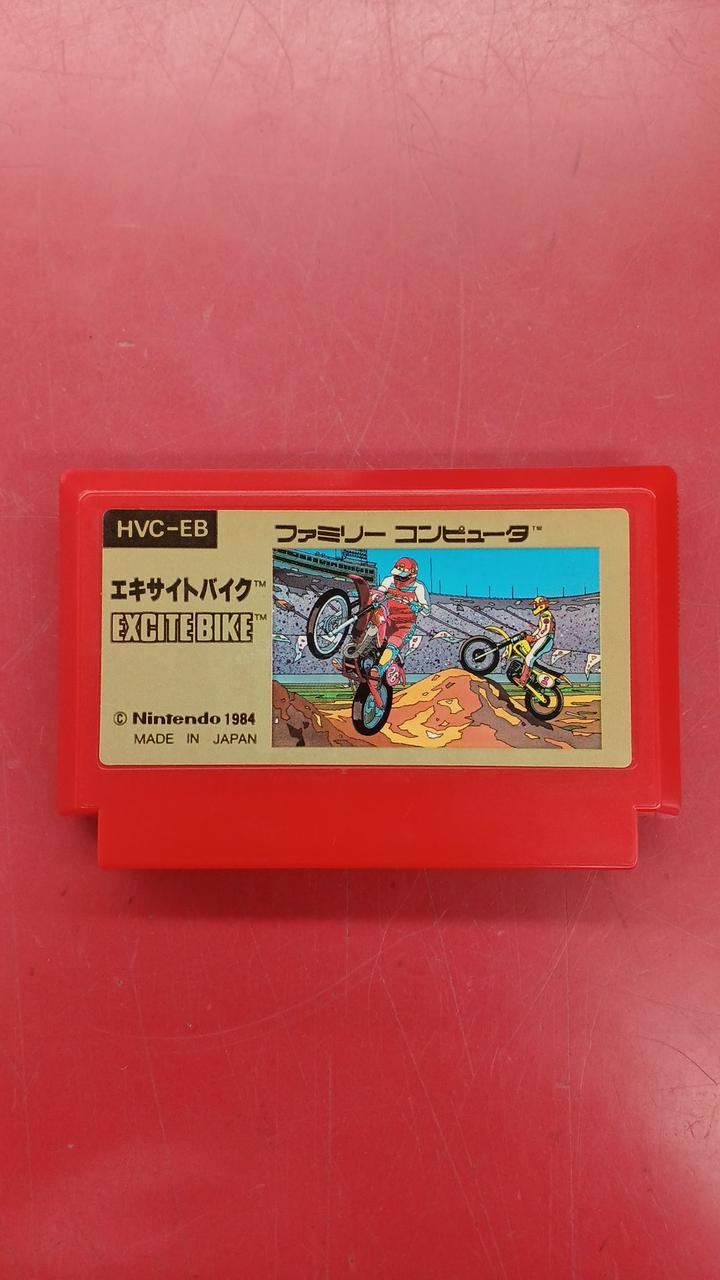 HVC-EB
ファミリー コンピュータ™
エキサイトバイク™
EXCITEBIKE™
© Nintendo 1984
MADE IN JAPAN